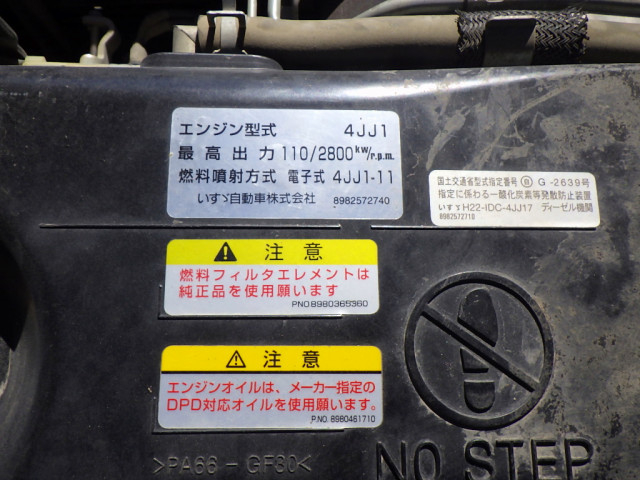 エンジン型式 4JJ1
最高出力 110/2800 kW/r.p.m.
燃料噴射方式 電子式 4JJ1-11
いすゞ自動車株式会社 8982572740
国土交通省型式指定番号 Ⓑ G-2639号
指定に係わる一酸化炭素等発散防止装置
いすゞ H22-IDC-4JJ17 ディーゼル機関
8982572710
注意
燃料フィルタエレメントは
純正品を使用願います
PNO.8980365360
注意
エンジンオイルは、メーカー指定の
DPD対応オイルを使用願います。
P.NO. 8980461710
>PA66-GF30<
NO STEP